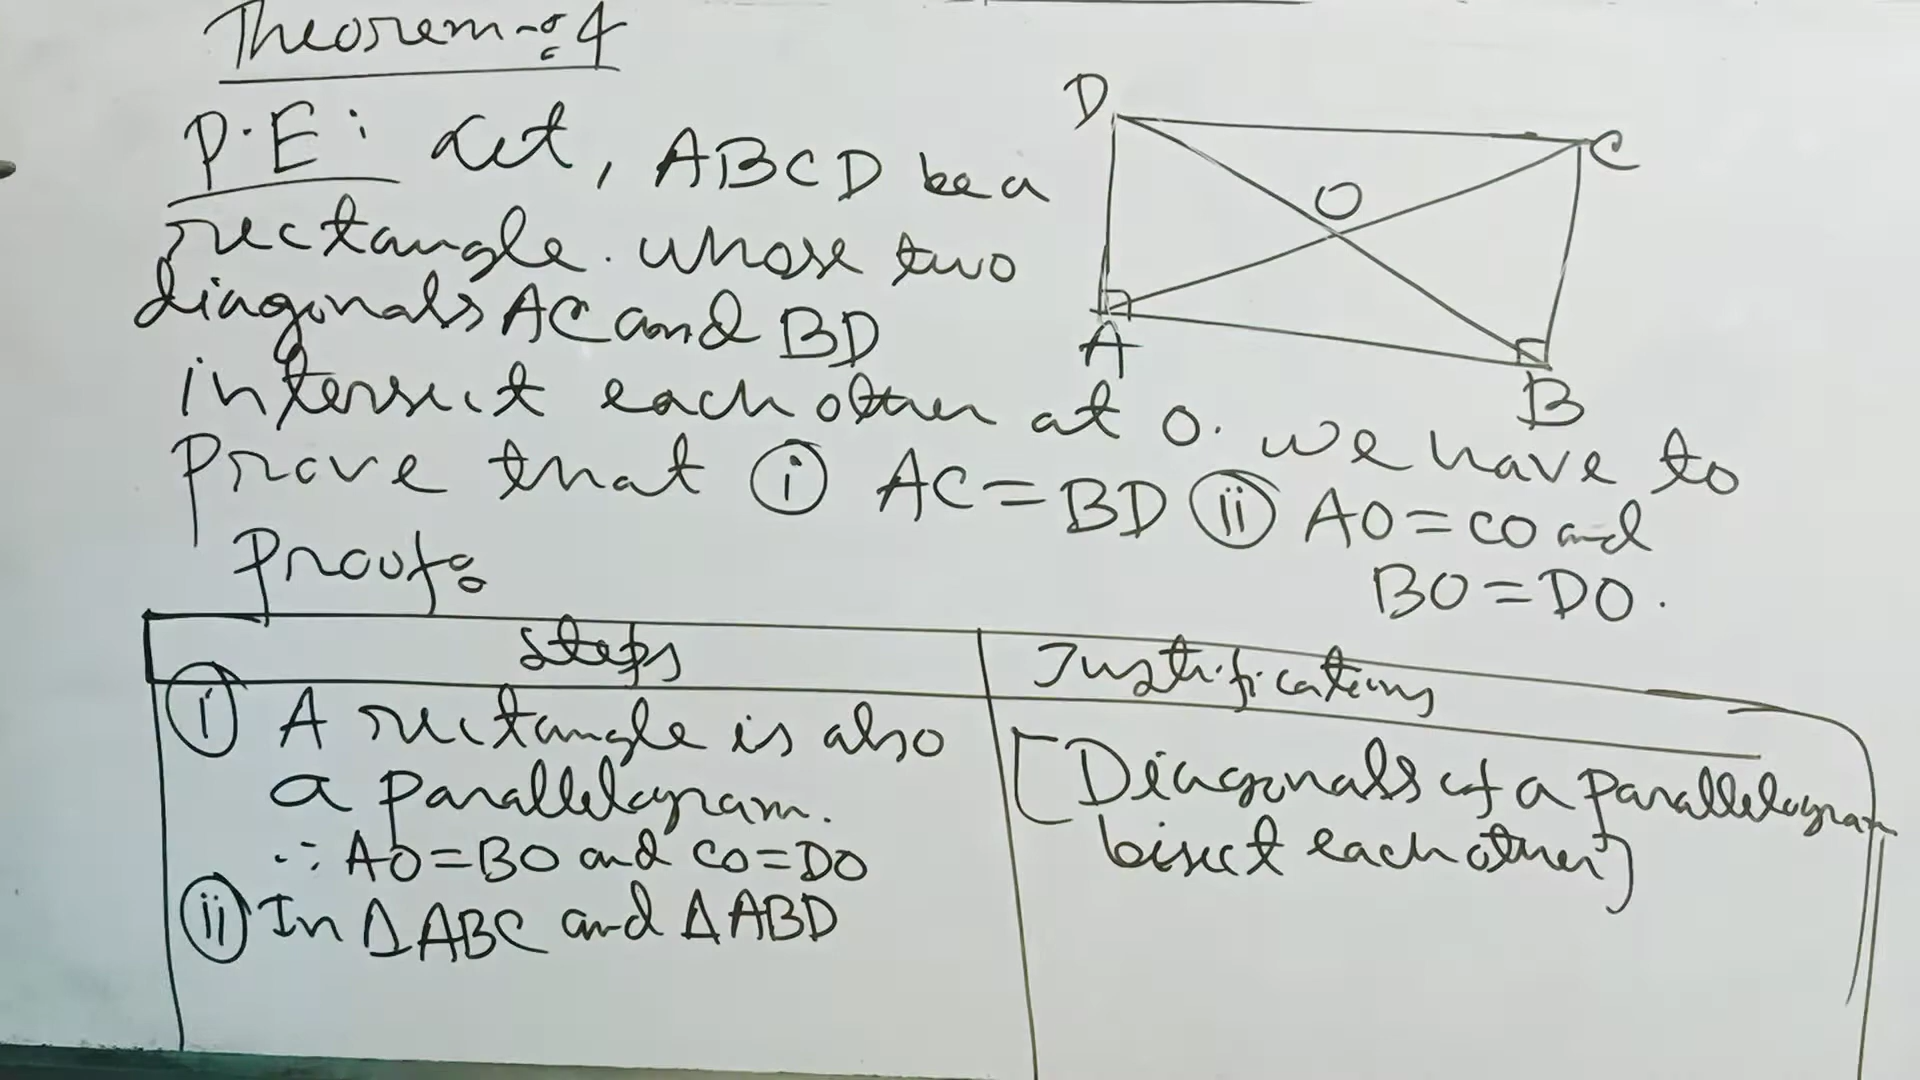 Theorem-:4
P.E: Let, ABCD be a
rectangle. whose two
diagonals AC and BD
intersect each other at O. we have to
Prove that (i) AC=BD (ii) AO=CO and
BO=DO.
Proof:
D
C
O
A
B
Steps
Justifications
(i) A rectangle is also
a parallelogram.
∴ AO=BO and CO=DO
[Diagonals of a parallelogram
bisect each other]
(ii) In ΔABC and ΔABD